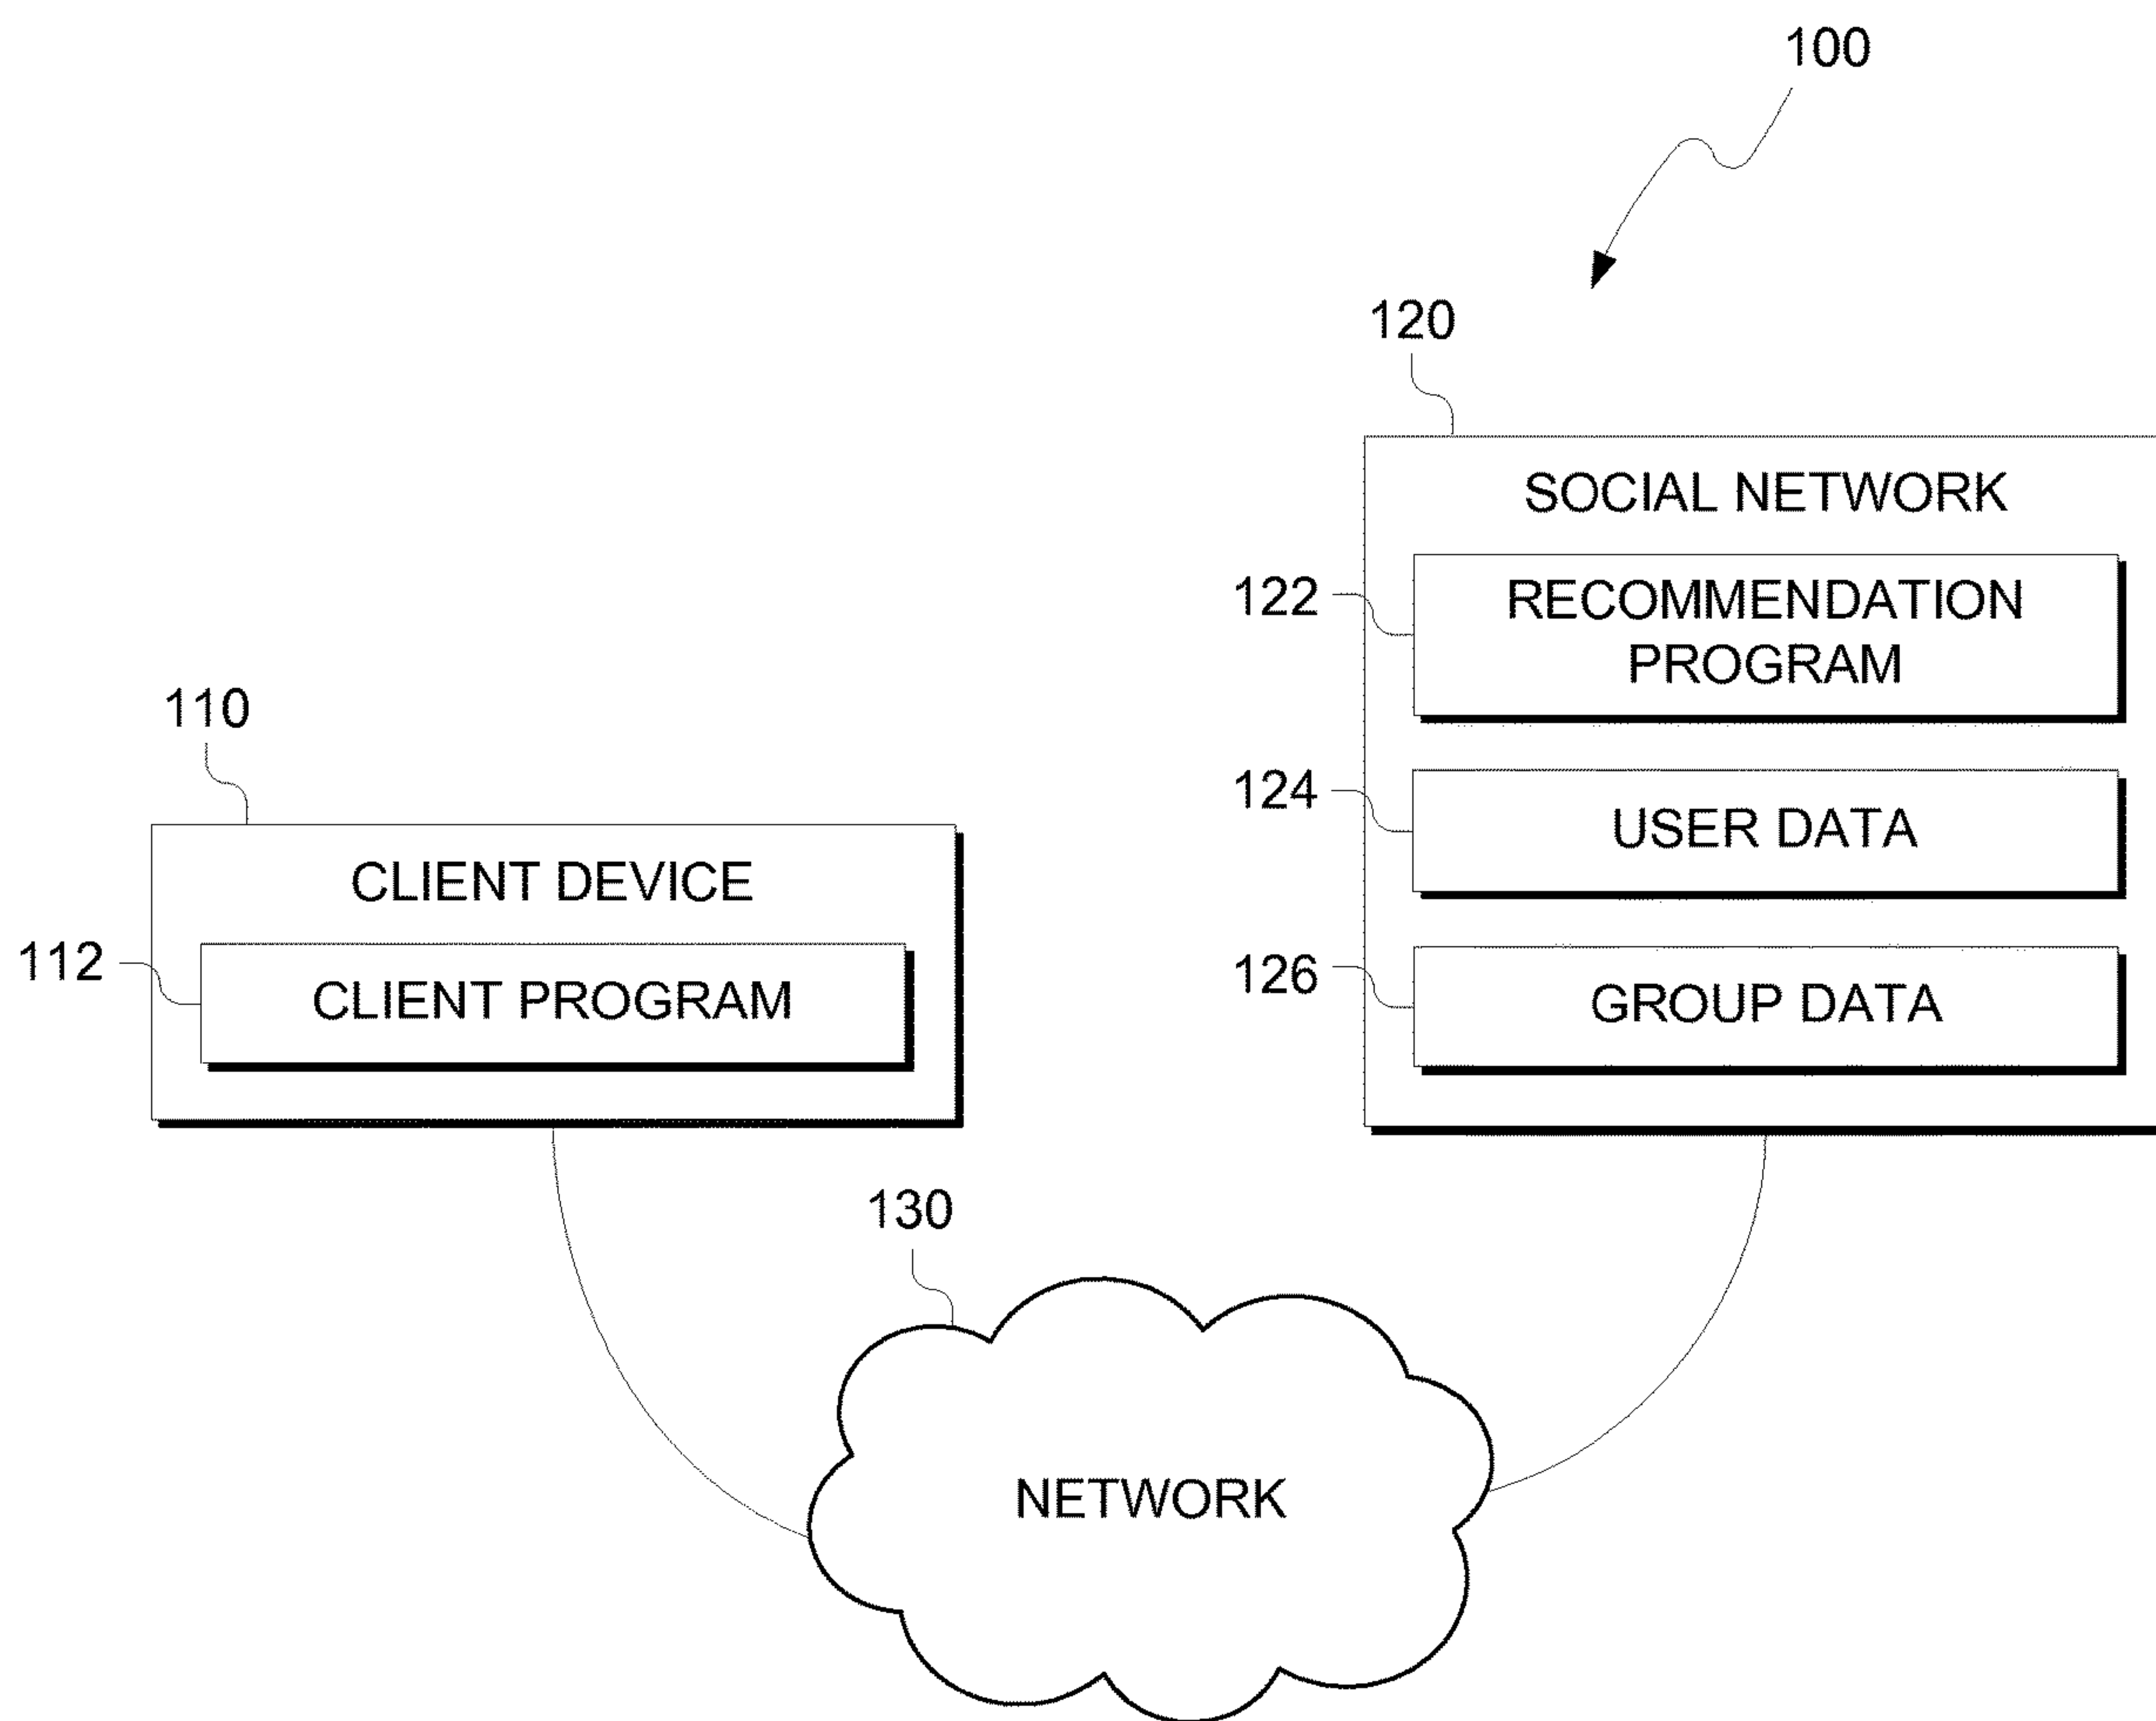 100
120
SOCIAL NETWORK
122
RECOMMENDATION
PROGRAM
110
124
USER DATA
CLIENT DEVICE
112
CLIENT PROGRAM
126
GROUP DATA
130
NETWORK